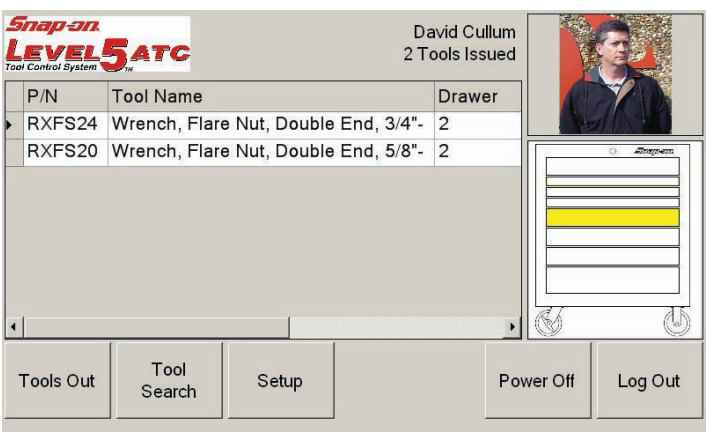 Snap-on
LEVEL 5 ATC
Tool Control System TM
David Cullum
2 Tools Issued
P/N Tool Name Drawer
RXFS24 Wrench, Flare Nut, Double End, 3/4"- 2
RXFS20 Wrench, Flare Nut, Double End, 5/8"- 2
Snap-on
Tools Out
Tool
Search
Setup
Power Off
Log Out